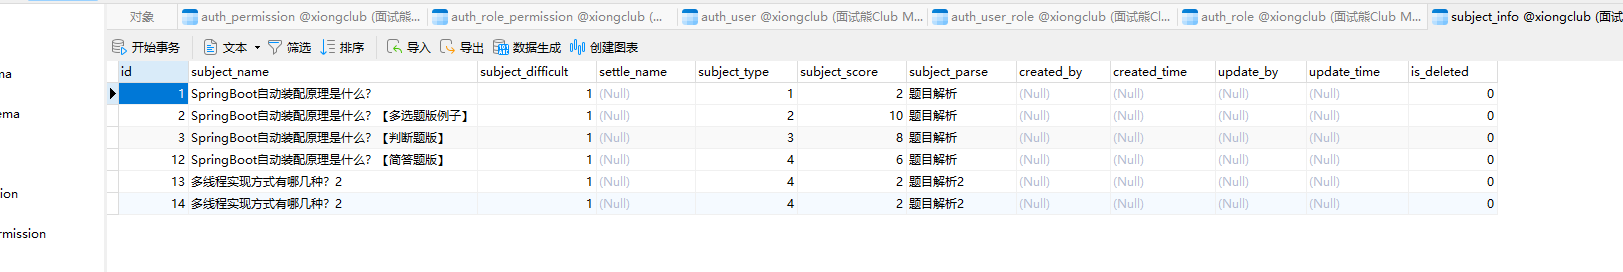 对象 auth_permission @xiongclub (面试熊... auth_role_permission @xiongclub (... auth_user @xiongclub (面试熊Club M... auth_user_role @xiongclub (面试熊Cl... auth_role @xiongclub (面试熊Club M... subject_info @xiongclub (面试
开始事务 文本 筛选 排序 导入 导出 数据生成 创建图表
id subject_name subject_difficult settle_name subject_type subject_score subject_parse created_by created_time update_by update_time is_deleted
1 SpringBoot自动装配原理是什么? 1 (Null) 1 2 题目解析 (Null) (Null) (Null) (Null) 0
2 SpringBoot自动装配原理是什么?【多选题版例子】 1 (Null) 2 10 题目解析 (Null) (Null) (Null) (Null) 0
3 SpringBoot自动装配原理是什么?【判断题版】 1 (Null) 3 8 题目解析 (Null) (Null) (Null) (Null) 0
12 SpringBoot自动装配原理是什么?【简答题版】 1 (Null) 4 6 题目解析 (Null) (Null) (Null) (Null) 0
13 多线程实现方式有哪几种? 2 1 (Null) 4 2 题目解析2 (Null) (Null) (Null) (Null) 0
14 多线程实现方式有哪几种? 2 1 (Null) 4 2 题目解析2 (Null) (Null) (Null) (Null) 0
ma
ema
ion
rmission